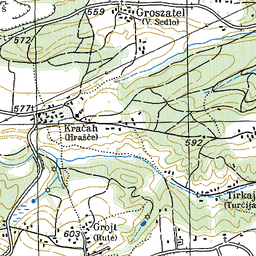 559
Groszatel
(V. Sedlo)
572
577
Kračah
(Hrašče)
592
Tirkaj
(Turčija
Grojt
603
(Rute)